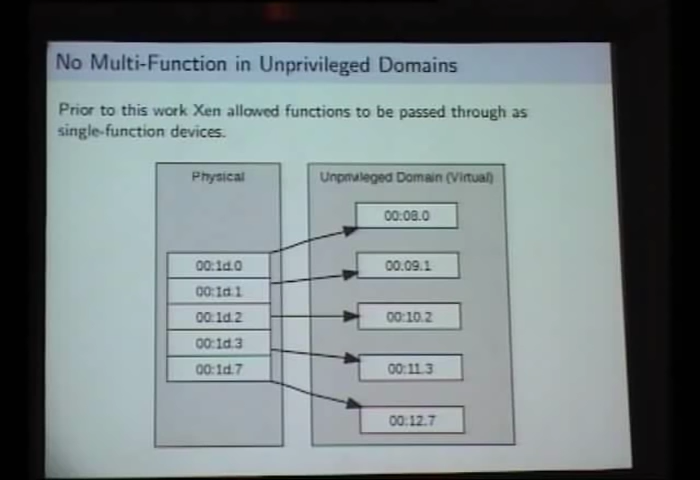 No Multi-Function in Unprivileged Domains
Prior to this work Xen allowed functions to be passed through as
single-function devices.
Physical
Unprivileged Domain (Virtual)
00:08.0
00:1d.0
00:09.1
00:1d.1
00:1d.2
00:10.2
00:1d.3
00:11.3
00:1d.7
00:12.7